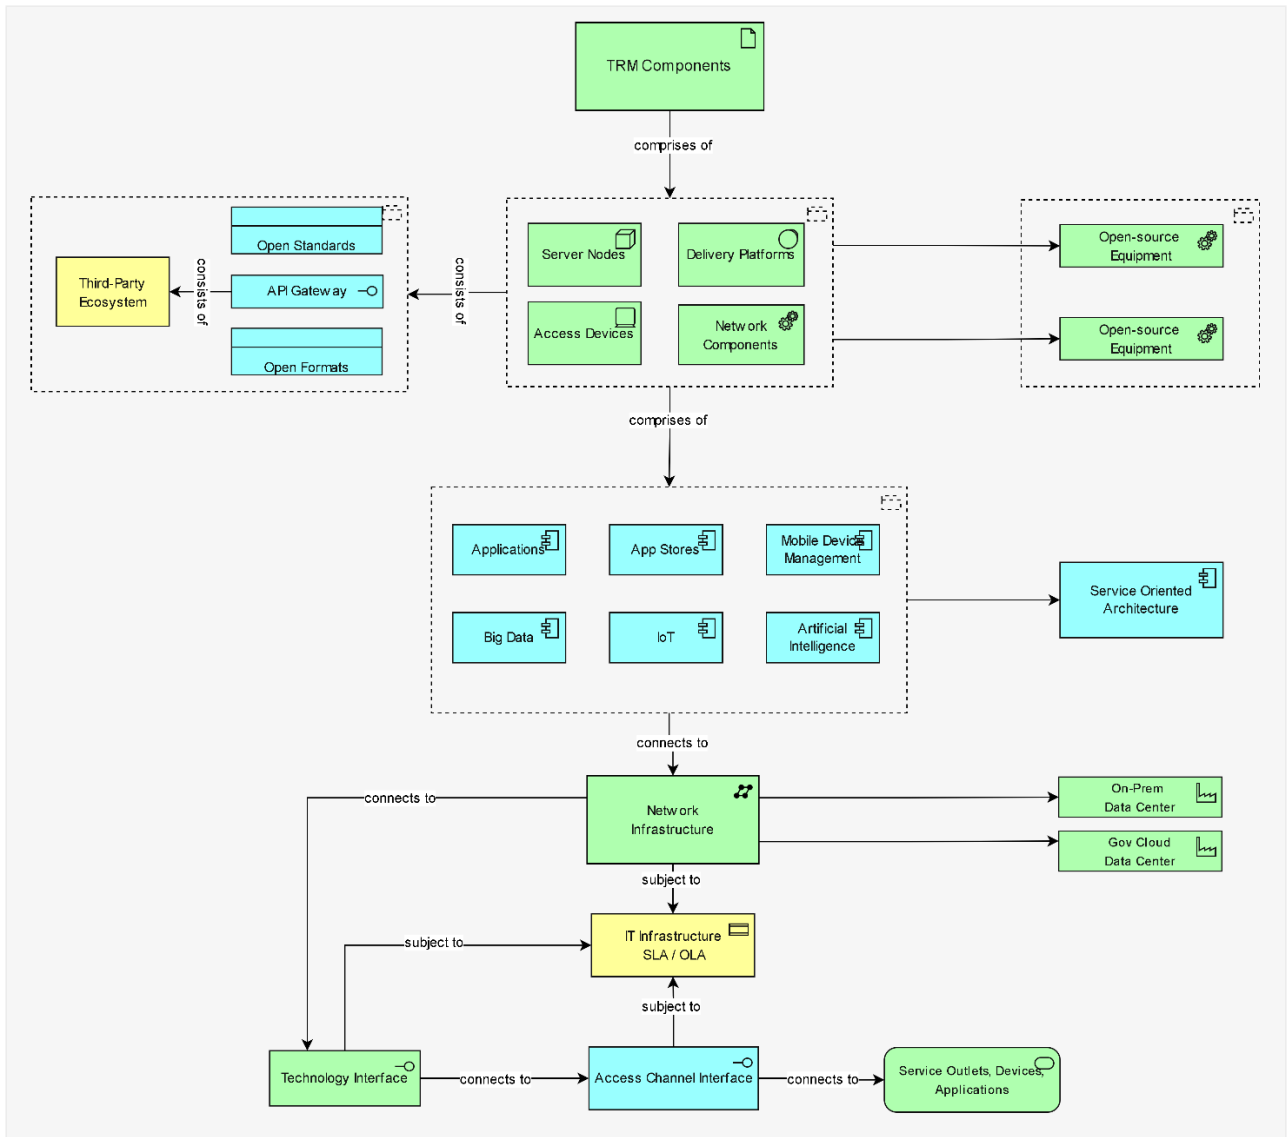 TRM Components
comprises of
Open Standards
Third-Party
Ecosystem
consists of
API Gateway
Open Formats
consists of
Server Nodes
Delivery Platforms
Access Devices
Network
Components
Open-source
Equipment
Open-source
Equipment
comprises of
Applications
App Stores
Mobile Device
Management
Big Data
IoT
Artificial
Intelligence
Service Oriented
Architecture
connects to
connects to
Network
Infrastructure
On-Prem
Data Center
Gov Cloud
Data Center
subject to
subject to
IT Infrastructure
SLA / OLA
subject to
Technology Interface
connects to
Access Channel Interface
connects to
Service Outlets, Devices,
Applications